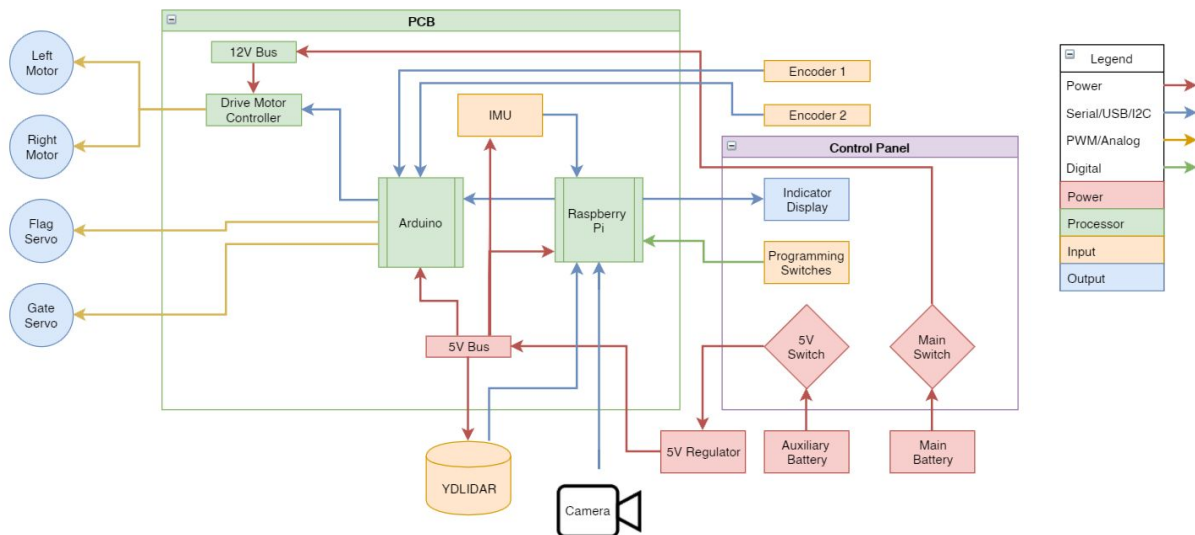 PCB
Left
Motor
12V Bus
Drive Motor
Controller
Right
Motor
IMU
Encoder 1
Encoder 2
Control Panel
Arduino
Raspberry
Pi
Indicator
Display
Programming
Switches
Flag
Servo
Gate
Servo
5V Bus
5V
Switch
Main
Switch
YDLIDAR
5V Regulator
Auxiliary
Battery
Main
Battery
Camera
Legend
Power
Serial/USB/I2C
PWM/Analog
Digital
Power
Processor
Input
Output